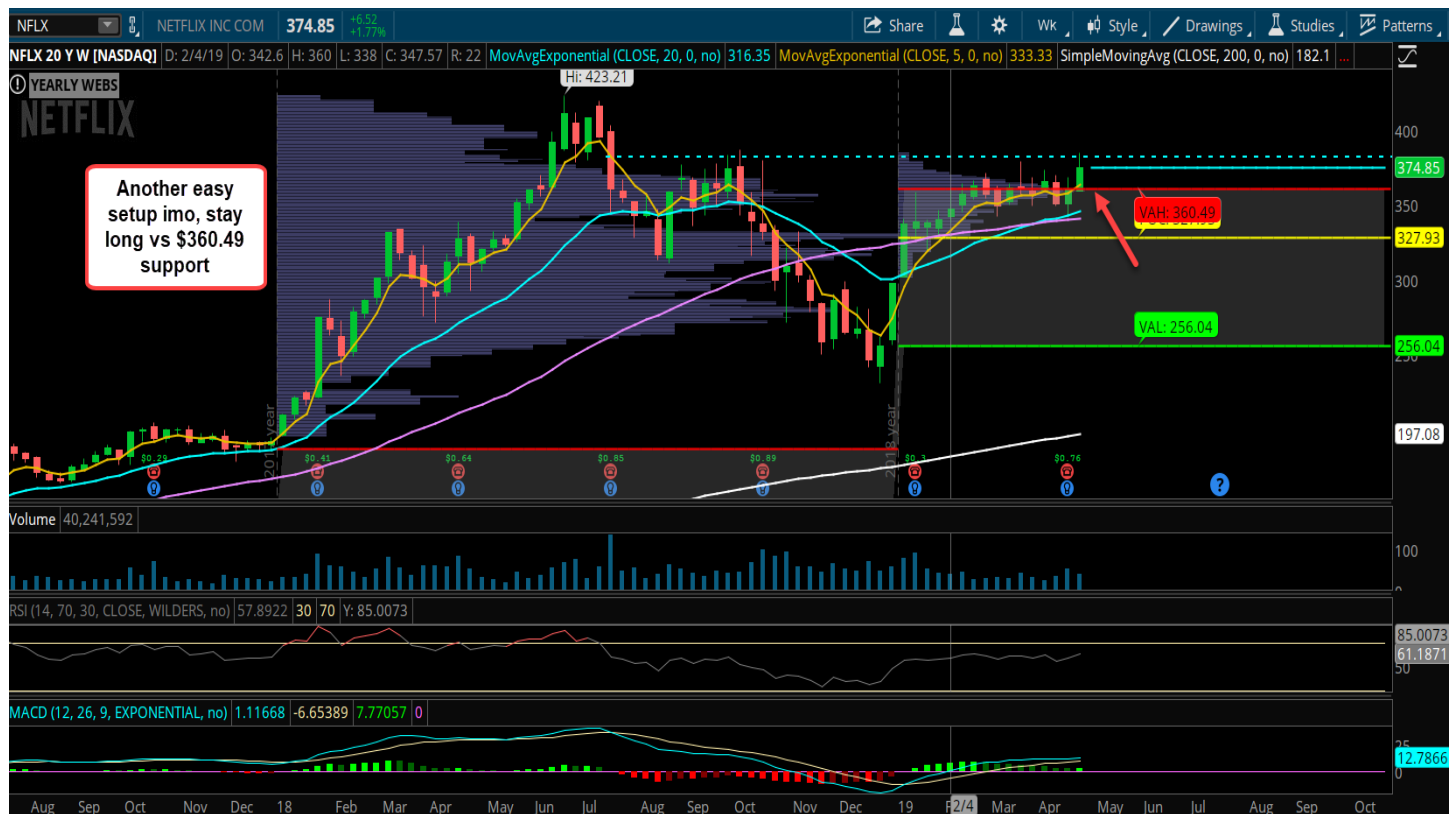 NFLX NETFLIX INC COM 374.85 +6.52 +1.77% Share Wk Style Drawings Studies Patterns
NFLX 20 Y W [NASDAQ] D: 2/4/19 O: 342.6 H: 360 L: 338 C: 347.57 R: 22 MovAvgExponential (CLOSE, 20, 0, no) 316.35 MovAvgExponential (CLOSE, 5, 0, no) 333.33 SimpleMovingAvg (CLOSE, 200, 0, no) 182.1 ...
Hi: 423.21
YEARLY WEBS
NETFLIX
400
Another easy
setup imo, stay
long vs $360.49
support
374.85
350
VAH: 360.49
327.93
300
VAL: 256.04
256.04
250
197.08
2018 year
$0.29 $0.41 $0.64 $0.85 $0.89 $0.3 $0.76
?
Volume 40,241,592
100
0
RSI (14, 70, 30, CLOSE, WILDERS, no) 57.8922 30 70 Y: 85.0073
85.0073
61.1871
50
MACD (12, 26, 9, EXPONENTIAL, no) 1.11668 -6.65389 7.77057 0
25
12.7866
0
Aug Sep Oct Nov Dec 18 Feb Mar Apr May Jun Jul Aug Sep Oct Nov Dec 19 2/4 Mar Apr May Jun Jul Aug Sep Oct